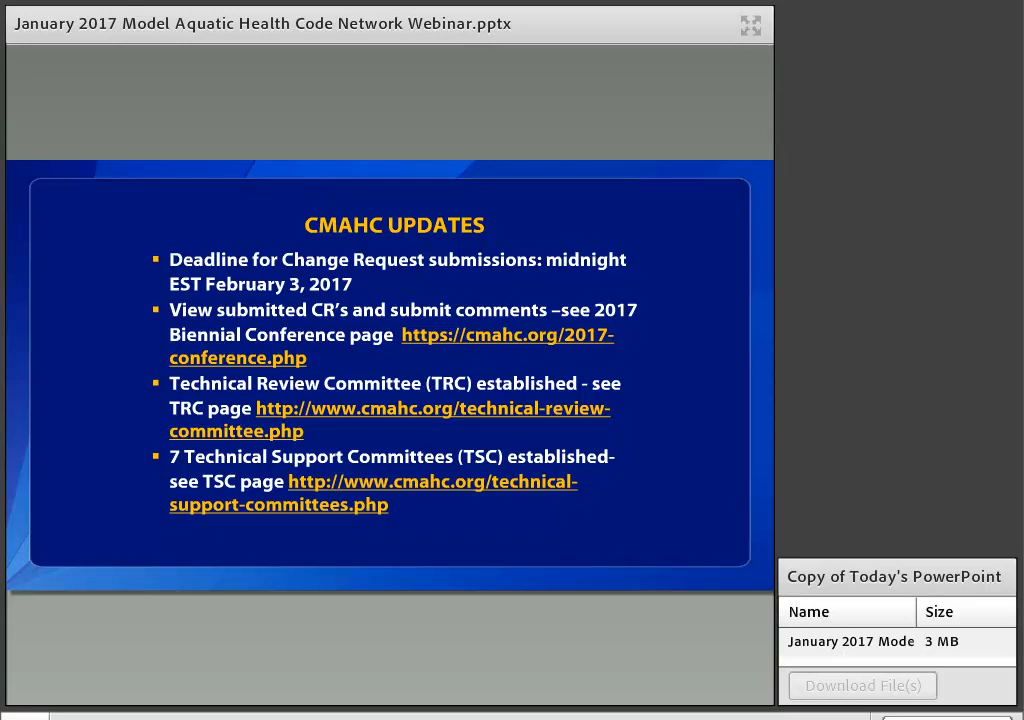 January 2017 Model Aquatic Health Code Network Webinar.pptx
CMAHC UPDATES
▪ Deadline for Change Request submissions: midnight
EST February 3, 2017
▪ View submitted CR's and submit comments –see 2017
Biennial Conference page https://cmahc.org/2017-
conference.php
▪ Technical Review Committee (TRC) established - see
TRC page http://www.cmahc.org/technical-review-
committee.php
▪ 7 Technical Support Committees (TSC) established-
see TSC page http://www.cmahc.org/technical-
support-committees.php
Copy of Today's PowerPoint
Name Size
January 2017 Mode 3 MB
Download File(s)